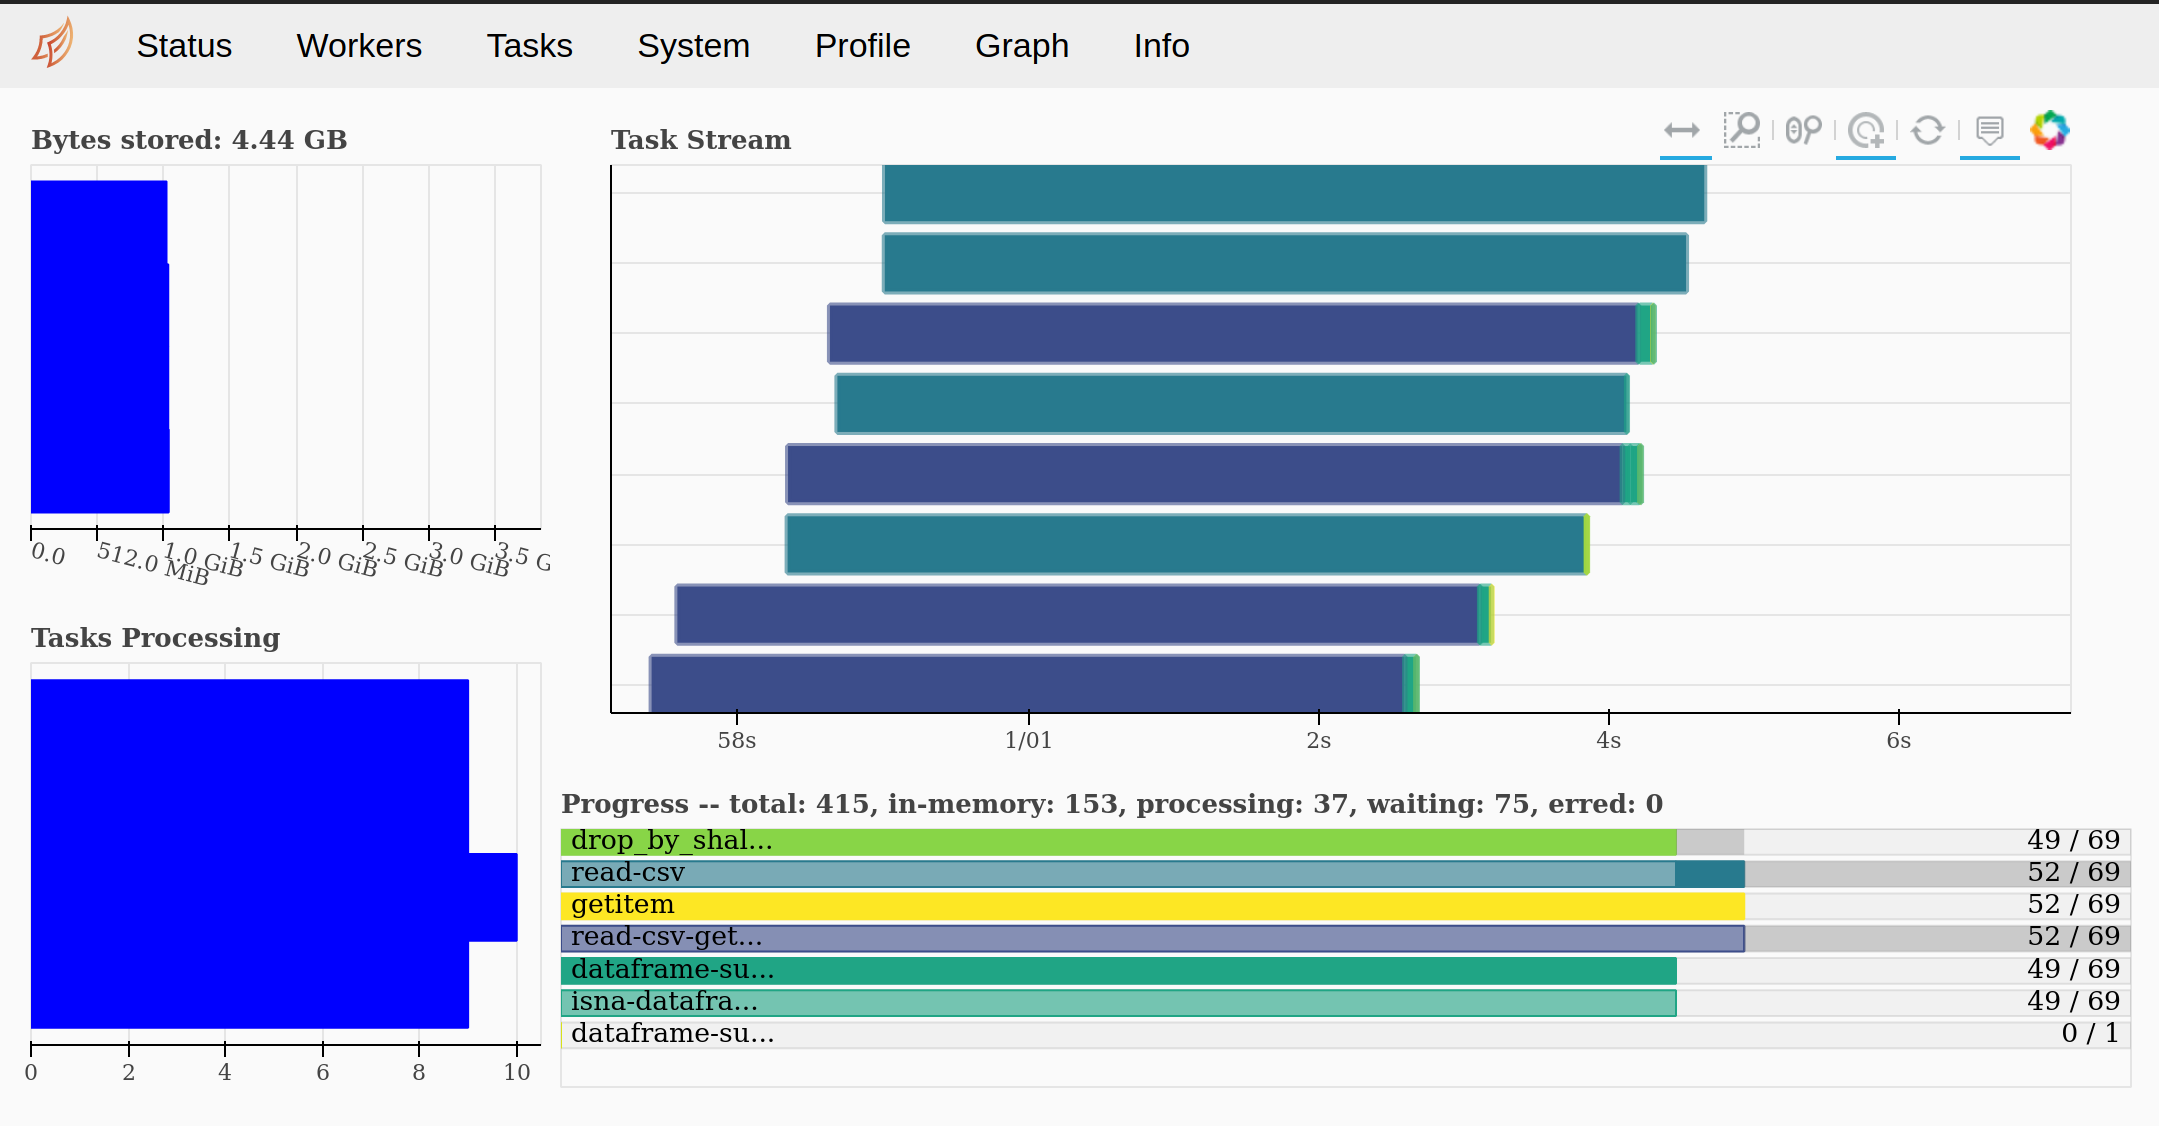 Status Workers Tasks System Profile Graph Info
Bytes stored: 4.44 GB
0.0 512.0 MiB 1.0 GiB 1.5 GiB 2.0 GiB 2.5 GiB 3.0 GiB 3.5 G
Tasks Processing
0 2 4 6 8 10
Task Stream
58s 1/01 2s 4s 6s
Progress -- total: 415, in-memory: 153, processing: 37, waiting: 75, erred: 0
drop_by_shal... 49 / 69
read-csv 52 / 69
getitem 52 / 69
read-csv-get... 52 / 69
dataframe-su... 49 / 69
isna-datafra... 49 / 69
dataframe-su... 0 / 1